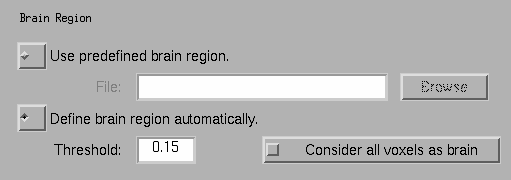 Brain Region
Use predefined brain region.
File: Browse
Define brain region automatically.
Threshold: 0.15 Consider all voxels as brain